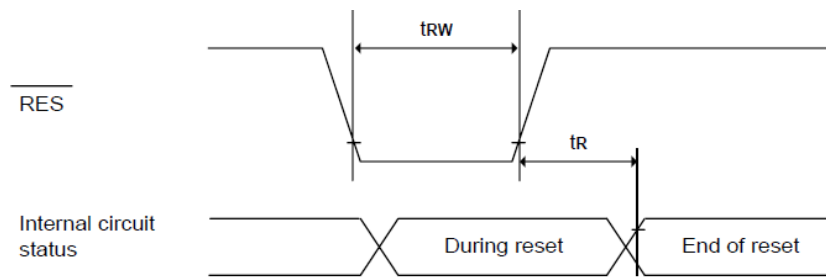 tRW
RES
tR
Internal circuit
status
During reset
End of reset